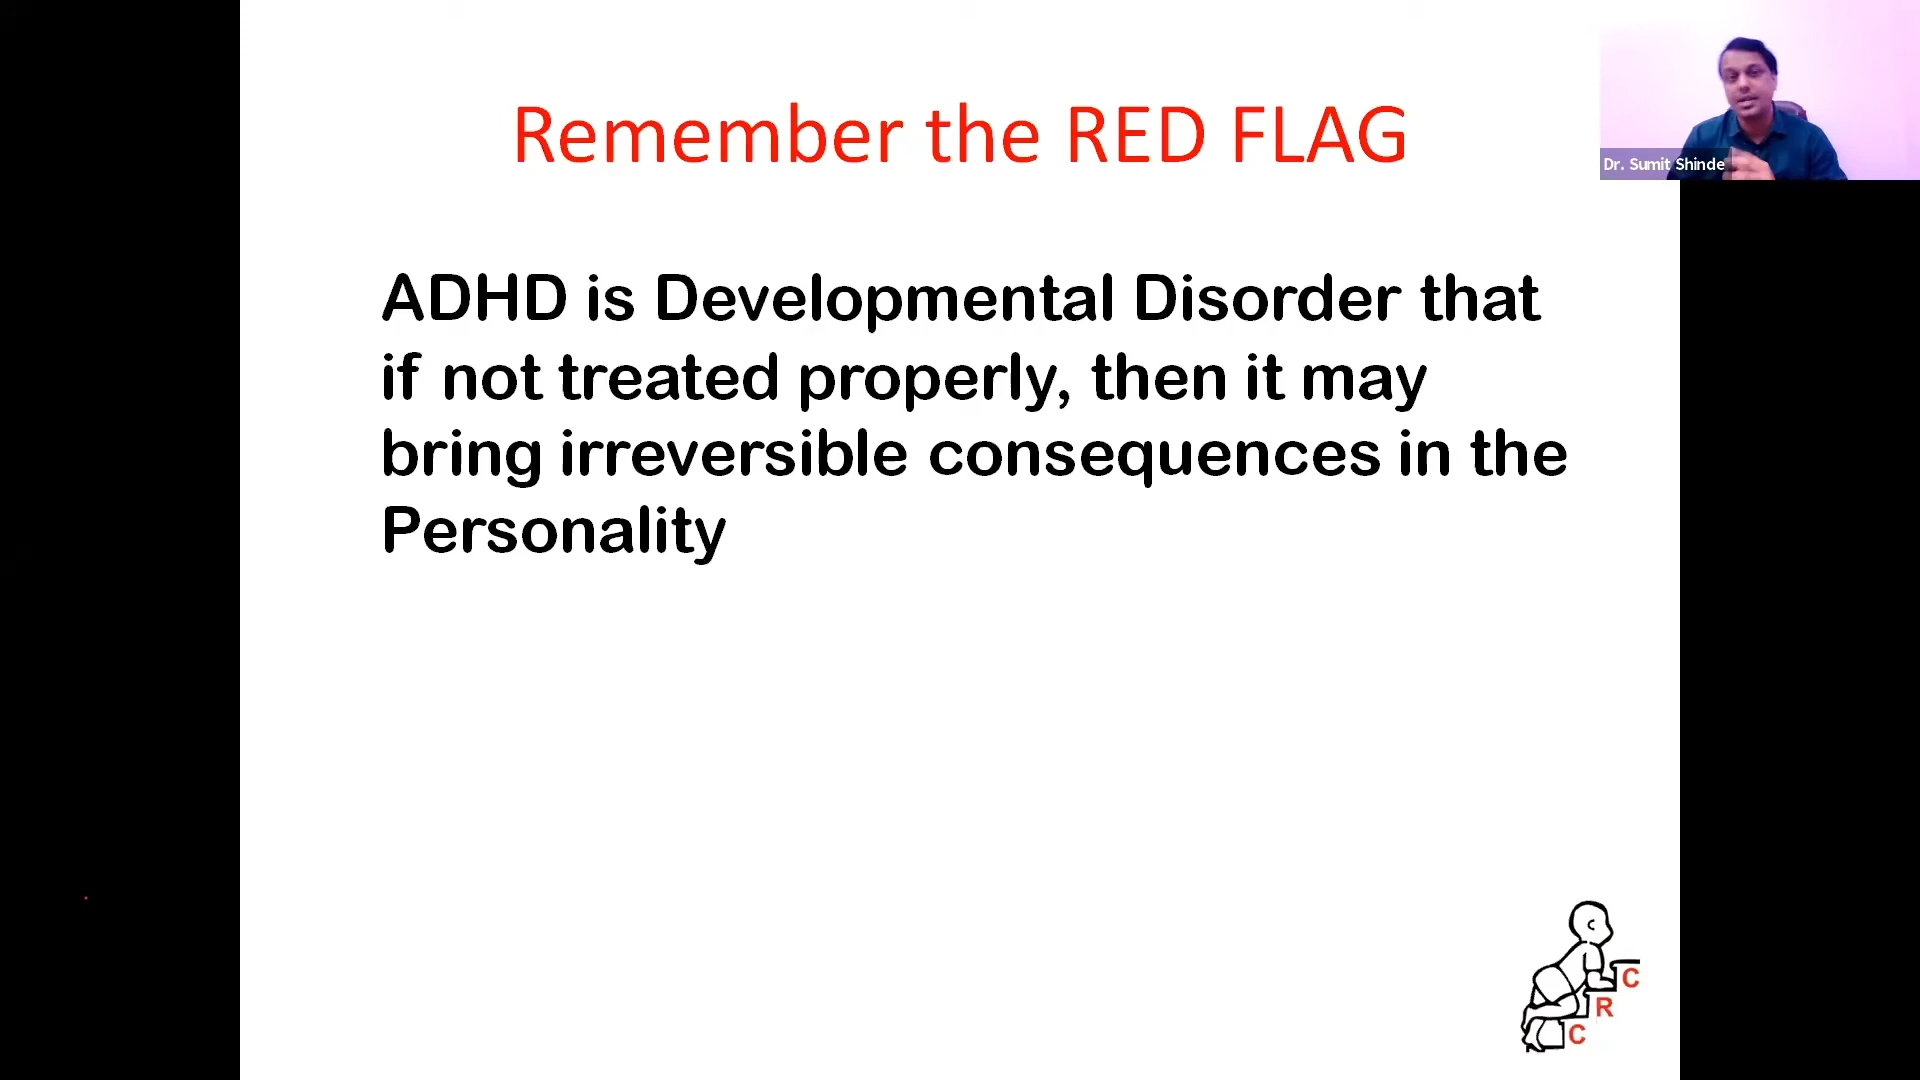 Remember the RED FLAG
Dr. Sumit Shinde
ADHD is Developmental Disorder that
if not treated properly, then it may
bring irreversible consequences in the
Personality
C
R
C